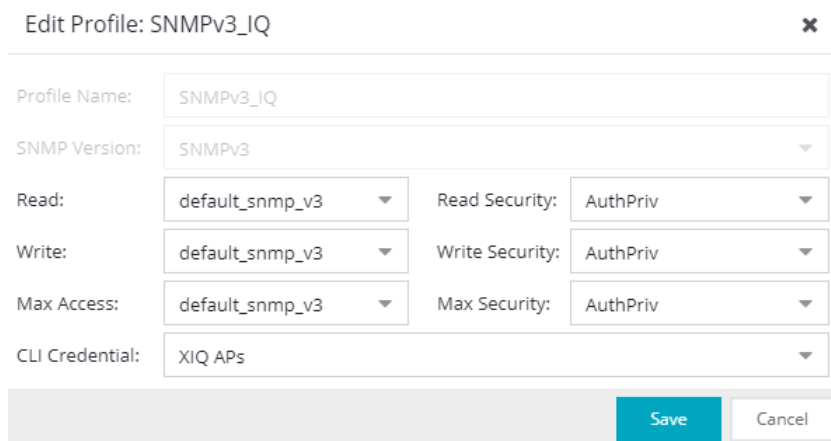 Edit Profile: SNMPv3_IQ
Profile Name: SNMPv3_IQ
SNMP Version: SNMPv3
Read: default_snmp_v3 Read Security: AuthPriv
Write: default_snmp_v3 Write Security: AuthPriv
Max Access: default_snmp_v3 Max Security: AuthPriv
CLI Credential: XIQ APs
Save Cancel